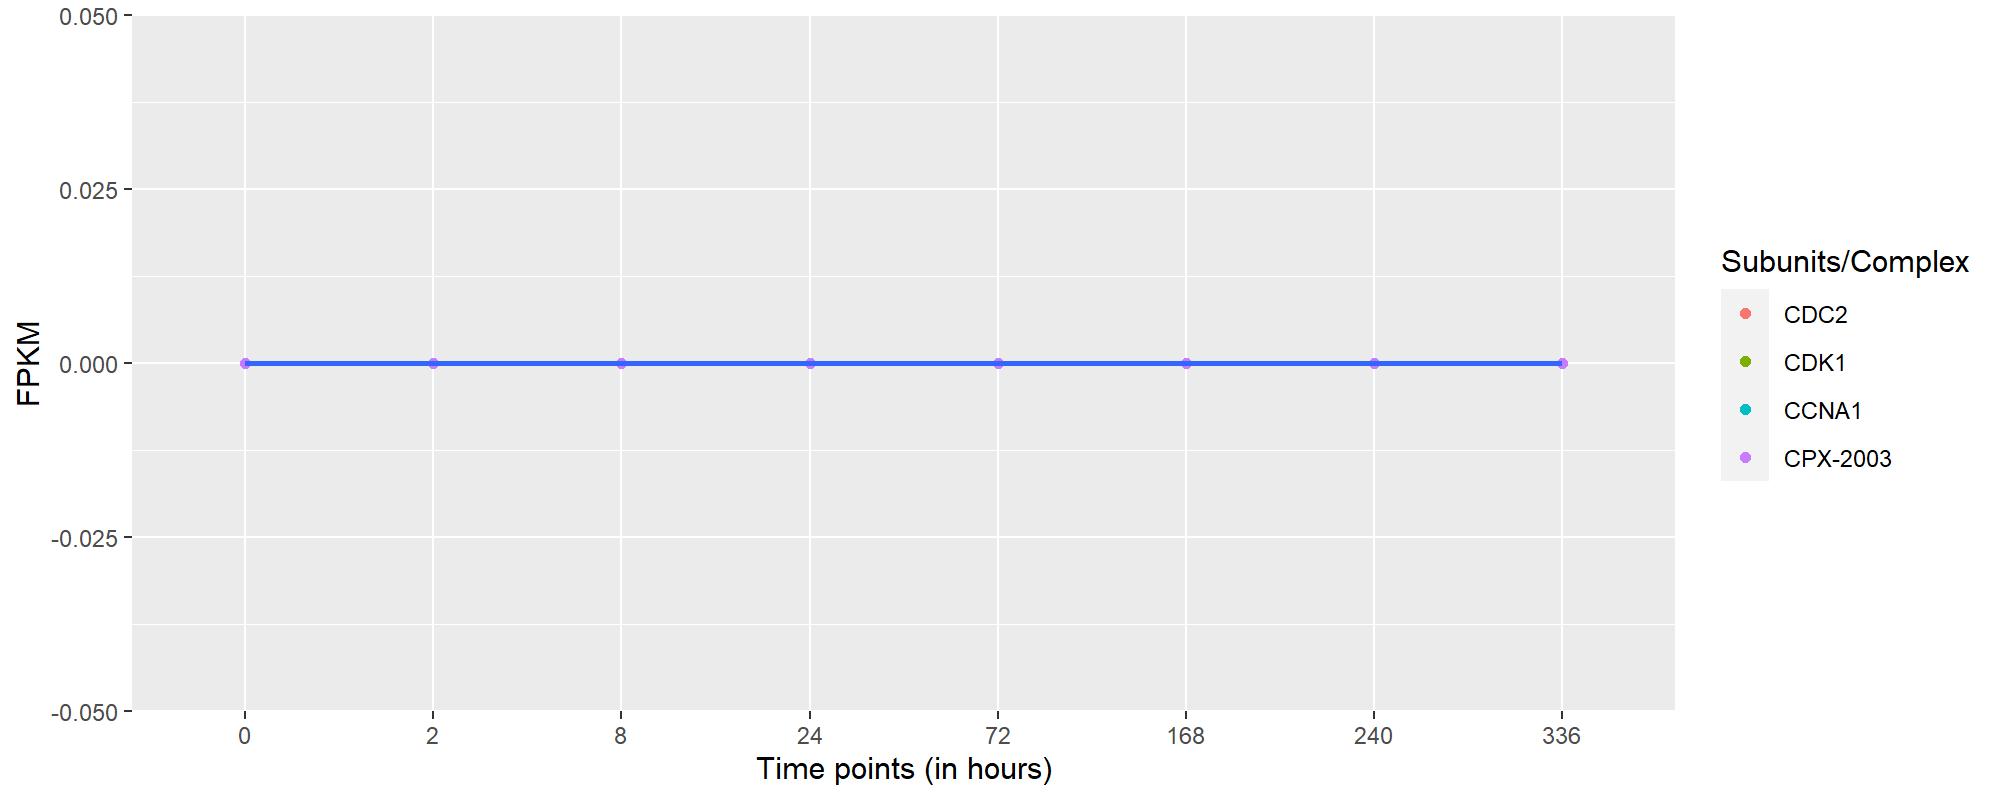 0.050
0.025
0.000
-0.025
-0.050
FPKM
0 2 8 24 72 168 240 336
Time points (in hours)
Subunits/Complex
CDC2
CDK1
CCNA1
CPX-2003